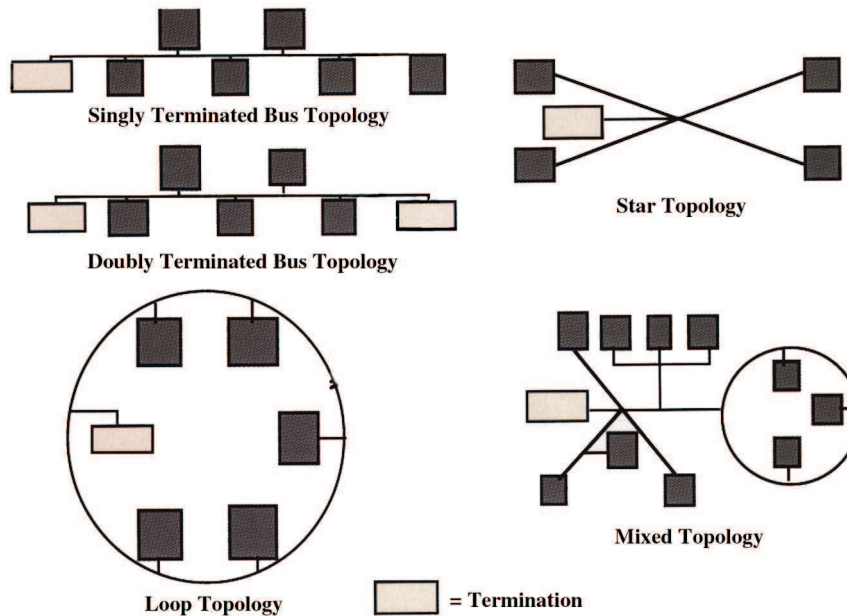 Singly Terminated Bus Topology
Star Topology
Doubly Terminated Bus Topology
Mixed Topology
Loop Topology
= Termination